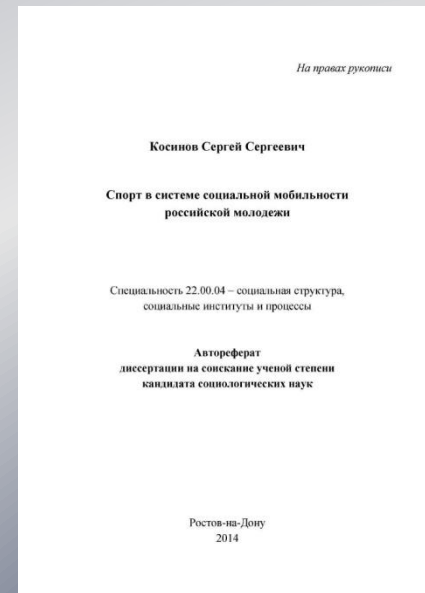 На правах рукописи
Косинов Сергей Сергеевич
Спорт в системе социальной мобильности
российской молодежи
Специальность 22.00.04 – социальная структура,
социальные институты и процессы
Автореферат
диссертации на соискание ученой степени
кандидата социологических наук
Ростов-на-Дону
2014